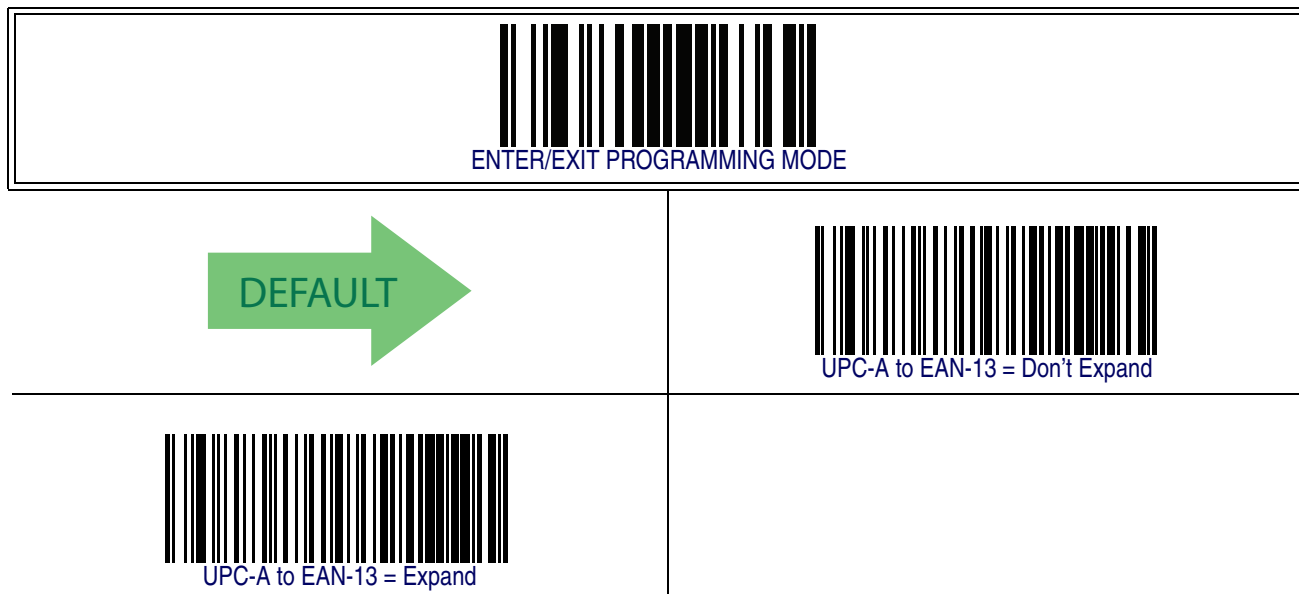 ENTER/EXIT PROGRAMMING MODE
DEFAULT
UPC-A to EAN-13 = Don't Expand
UPC-A to EAN-13 = Expand